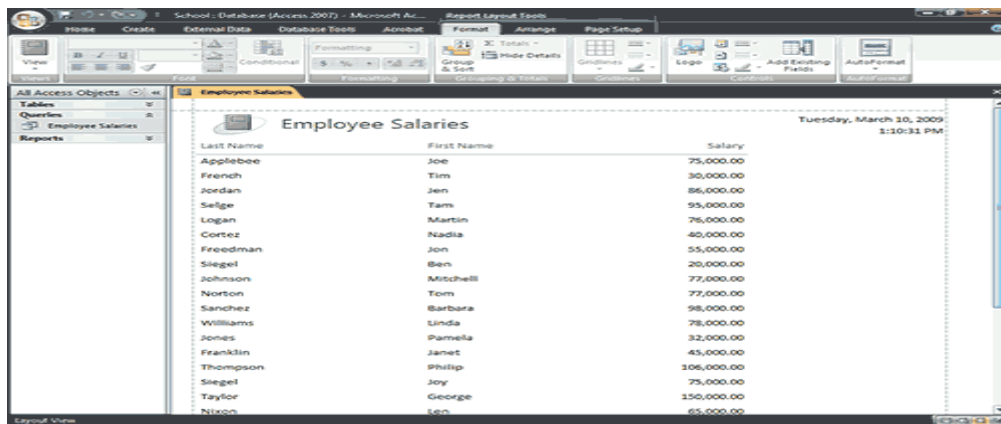 School : Database (Access 2007) - Microsoft Ac...
Report Layout Tools
Home Create External Data Database Tools Acrobat Format Arrange Page Setup
View
Views
B I U
Font
Conditional
Formatting
$ % ,
Formatting
Group & Sort
Σ Totals
Hide Details
Grouping & Totals
Gridlines
Gridlines
Logo
Add Existing Fields
Controls
AutoFormat
AutoFormat
All Access Objects
Tables
Queries
Employee Salaries
Reports
Employee Salaries
Employee Salaries
Tuesday, March 10, 2009
1:10:31 PM
Last Name First Name Salary
Applebee Joe 75,000.00
French Tim 30,000.00
Jordan Jen 86,000.00
Selge Tam 95,000.00
Logan Martin 76,000.00
Cortez Nadia 40,000.00
Freedman Jon 55,000.00
Siegel Ben 20,000.00
Johnson Mitchell 77,000.00
Norton Tom 77,000.00
Sanchez Barbara 98,000.00
Williams Linda 78,000.00
Jones Pamela 32,000.00
Franklin Janet 45,000.00
Thompson Philip 106,000.00
Siegel Joy 75,000.00
Taylor George 150,000.00
Nixon Len 65,000.00
Layout View